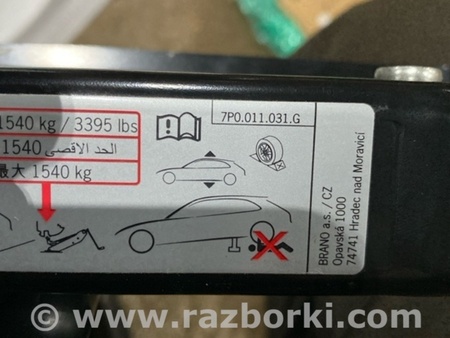 1540 kg / 3395 lbs
الحد الاقصى 1540
最大 1540 kg
7P0.011.031.G
BRANO a.s. / CZ
Opavská 1000
74741 Hradec nad Moravicí
© www.razborki.com/